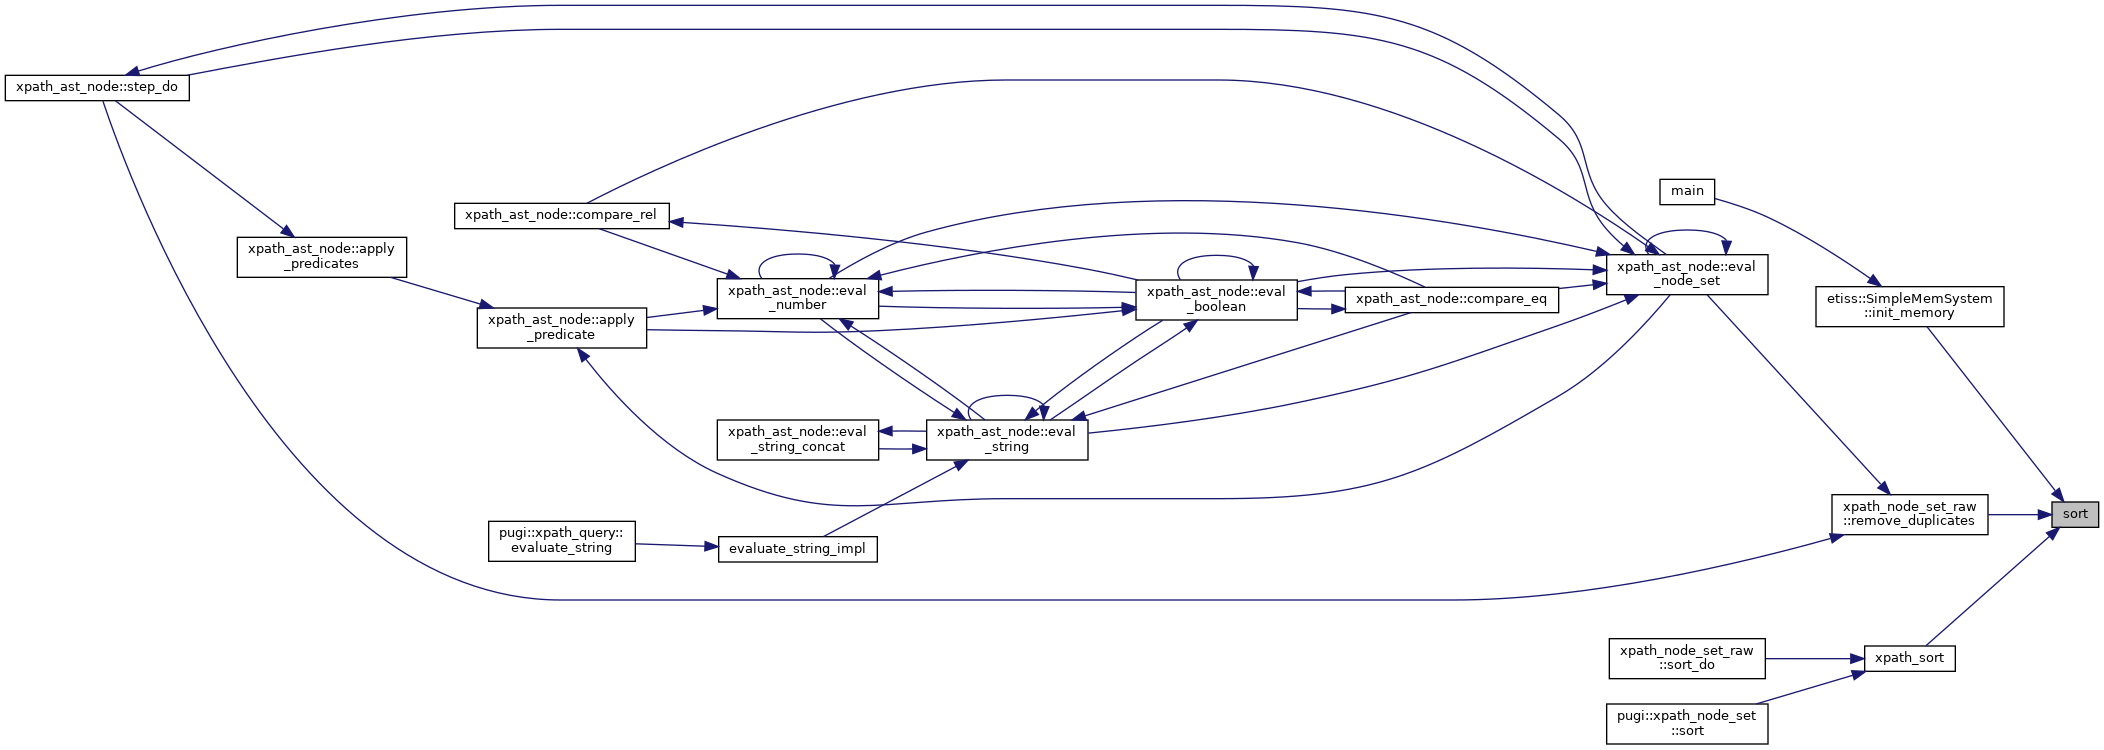 xpath_ast_node::step_do
main
xpath_ast_node::compare_rel
xpath_ast_node::apply
_predicates
xpath_ast_node::eval
_node_set
xpath_ast_node::eval
_number
xpath_ast_node::eval
_boolean
xpath_ast_node::compare_eq
etiss::SimpleMemSystem
::init_memory
xpath_ast_node::apply
_predicate
xpath_ast_node::eval
_string_concat
xpath_ast_node::eval
_string
xpath_node_set_raw
::remove_duplicates
sort
pugi::xpath_query::
evaluate_string
evaluate_string_impl
xpath_node_set_raw
::sort_do
xpath_sort
pugi::xpath_node_set
::sort